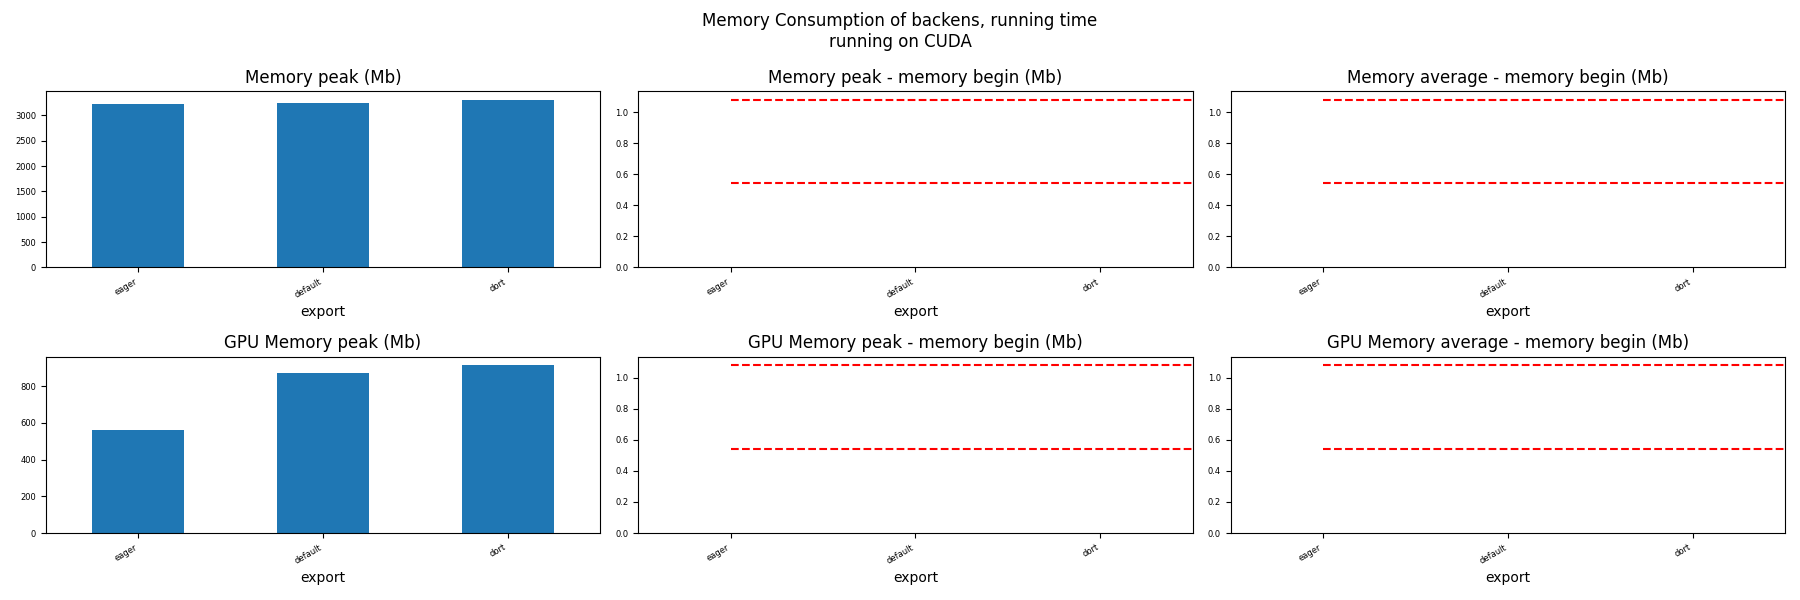 Memory Consumption of backens, running time
running on CUDA
Memory peak (Mb)
3000
2500
2000
1500
1000
500
0
eager
default
dort
export
Memory peak - memory begin (Mb)
1.0
0.8
0.6
0.4
0.2
0.0
eager
default
dort
export
Memory average - memory begin (Mb)
1.0
0.8
0.6
0.4
0.2
0.0
eager
default
dort
export
GPU Memory peak (Mb)
800
600
400
200
0
eager
default
dort
export
GPU Memory peak - memory begin (Mb)
1.0
0.8
0.6
0.4
0.2
0.0
eager
default
dort
export
GPU Memory average - memory begin (Mb)
1.0
0.8
0.6
0.4
0.2
0.0
eager
default
dort
export